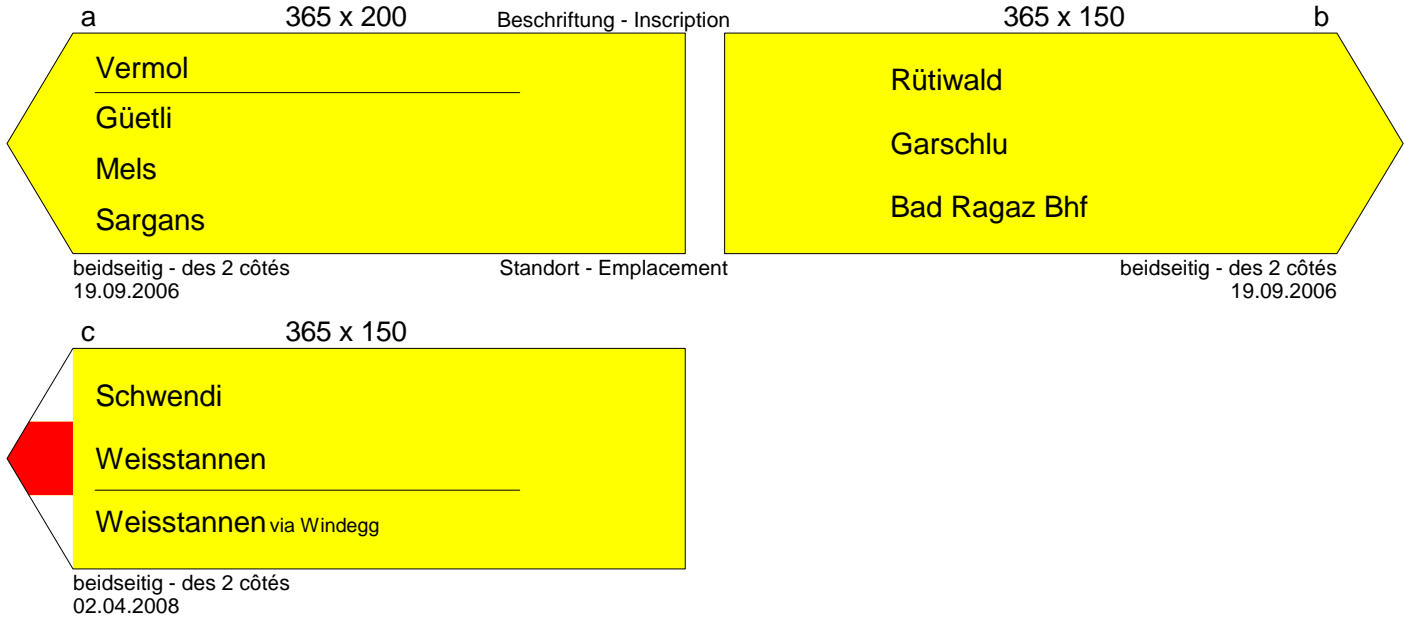 a 365 x 200 Beschriftung - Inscription 365 x 150 b
Vermol
Güetli
Mels
Sargans
Rütiwald
Garschlu
Bad Ragaz Bhf
beidseitig - des 2 côtés Standort - Emplacement beidseitig - des 2 côtés
19.09.2006 19.09.2006
c 365 x 150
Schwendi
Weisstannen
Weisstannen via Windegg
beidseitig - des 2 côtés
02.04.2008